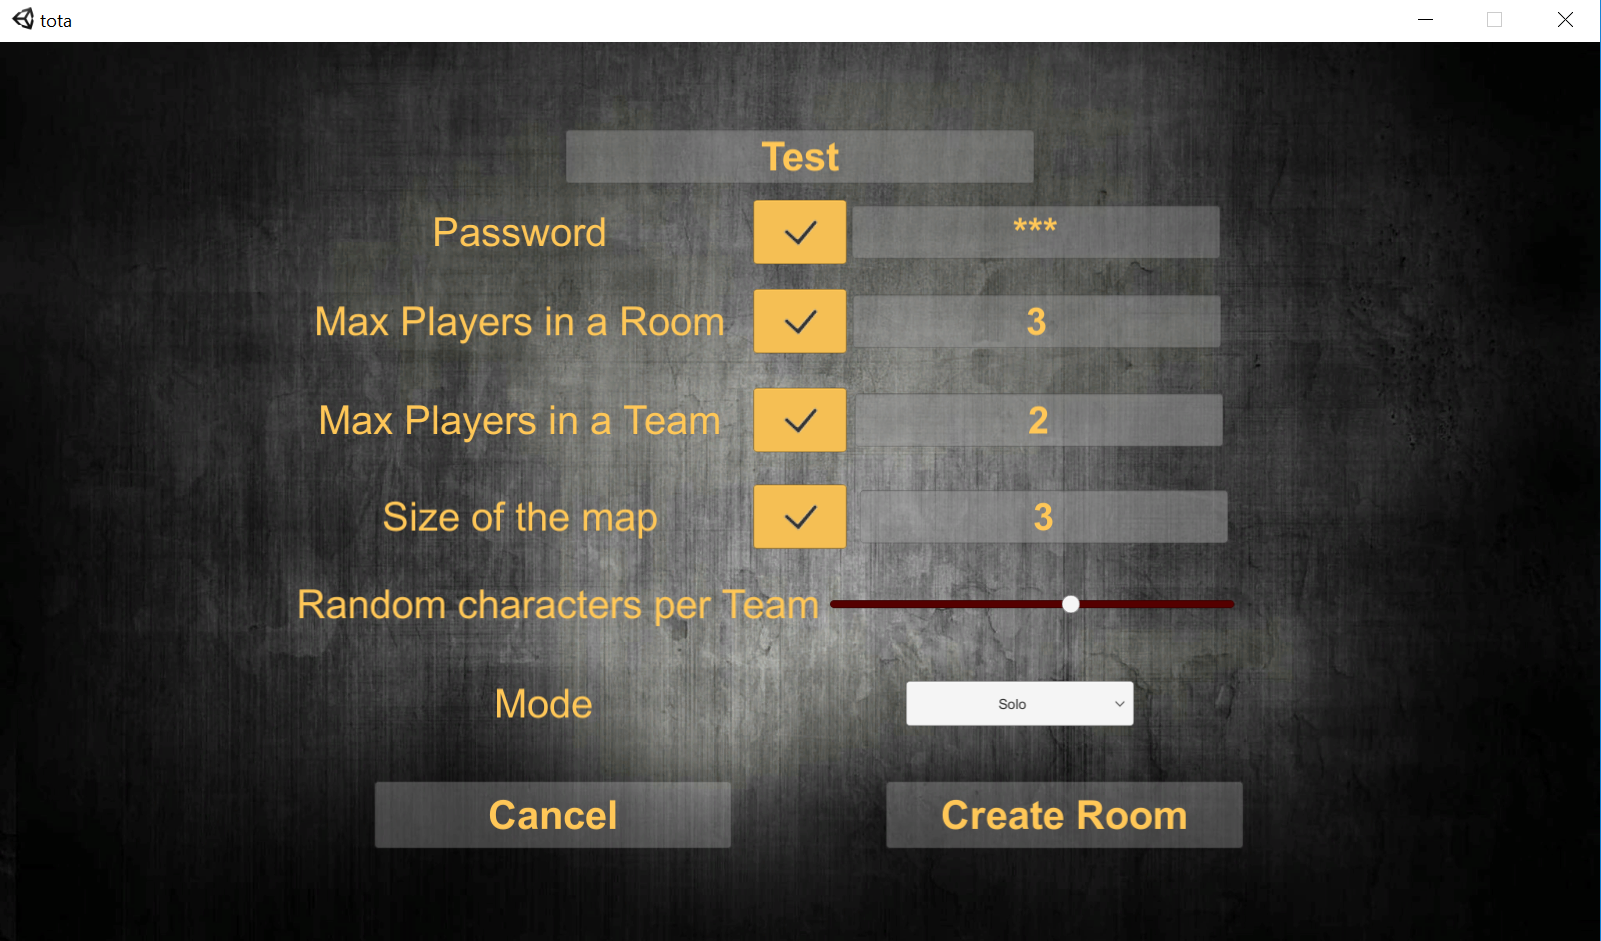 tota
Test
Password ***
Max Players in a Room 3
Max Players in a Team 2
Size of the map 3
Random characters per Team
Mode Solo
Cancel Create Room